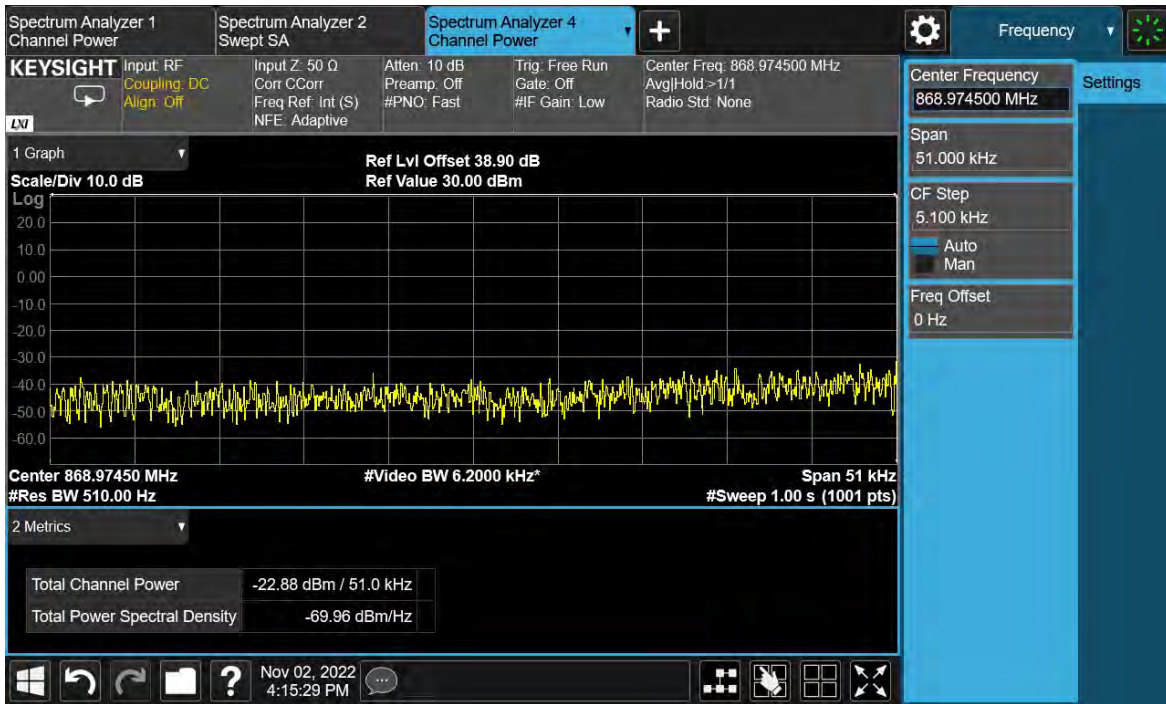 Spectrum Analyzer 1
Channel Power
Spectrum Analyzer 2
Swept SA
Spectrum Analyzer 4
Channel Power
Frequency
KEYSIGHT
LXI
Input: RF
Coupling: DC
Align: Off
Input Z: 50 Ω
Corr CCorr
Freq Ref: Int (S)
NFE: Adaptive
Atten: 10 dB
Preamp: Off
#PNO: Fast
Trig: Free Run
Gate: Off
#IF Gain: Low
Center Freq: 868.974500 MHz
Avg|Hold:>1/1
Radio Std: None
1 Graph
Scale/Div 10.0 dB
Ref Lvl Offset 38.90 dB
Ref Value 30.00 dBm
Log
20.0
10.0
0.00
-10.0
-20.0
-30.0
-40.0
-50.0
-60.0
Center 868.97450 MHz
#Video BW 6.2000 kHz*
Span 51 kHz
#Res BW 510.00 Hz
#Sweep 1.00 s (1001 pts)
2 Metrics
Total Channel Power -22.88 dBm / 51.0 kHz
Total Power Spectral Density -69.96 dBm/Hz
?
Nov 02, 2022
4:15:29 PM
Center Frequency
868.974500 MHz
Span
51.000 kHz
CF Step
5.100 kHz
Auto
Man
Freq Offset
0 Hz
Settings